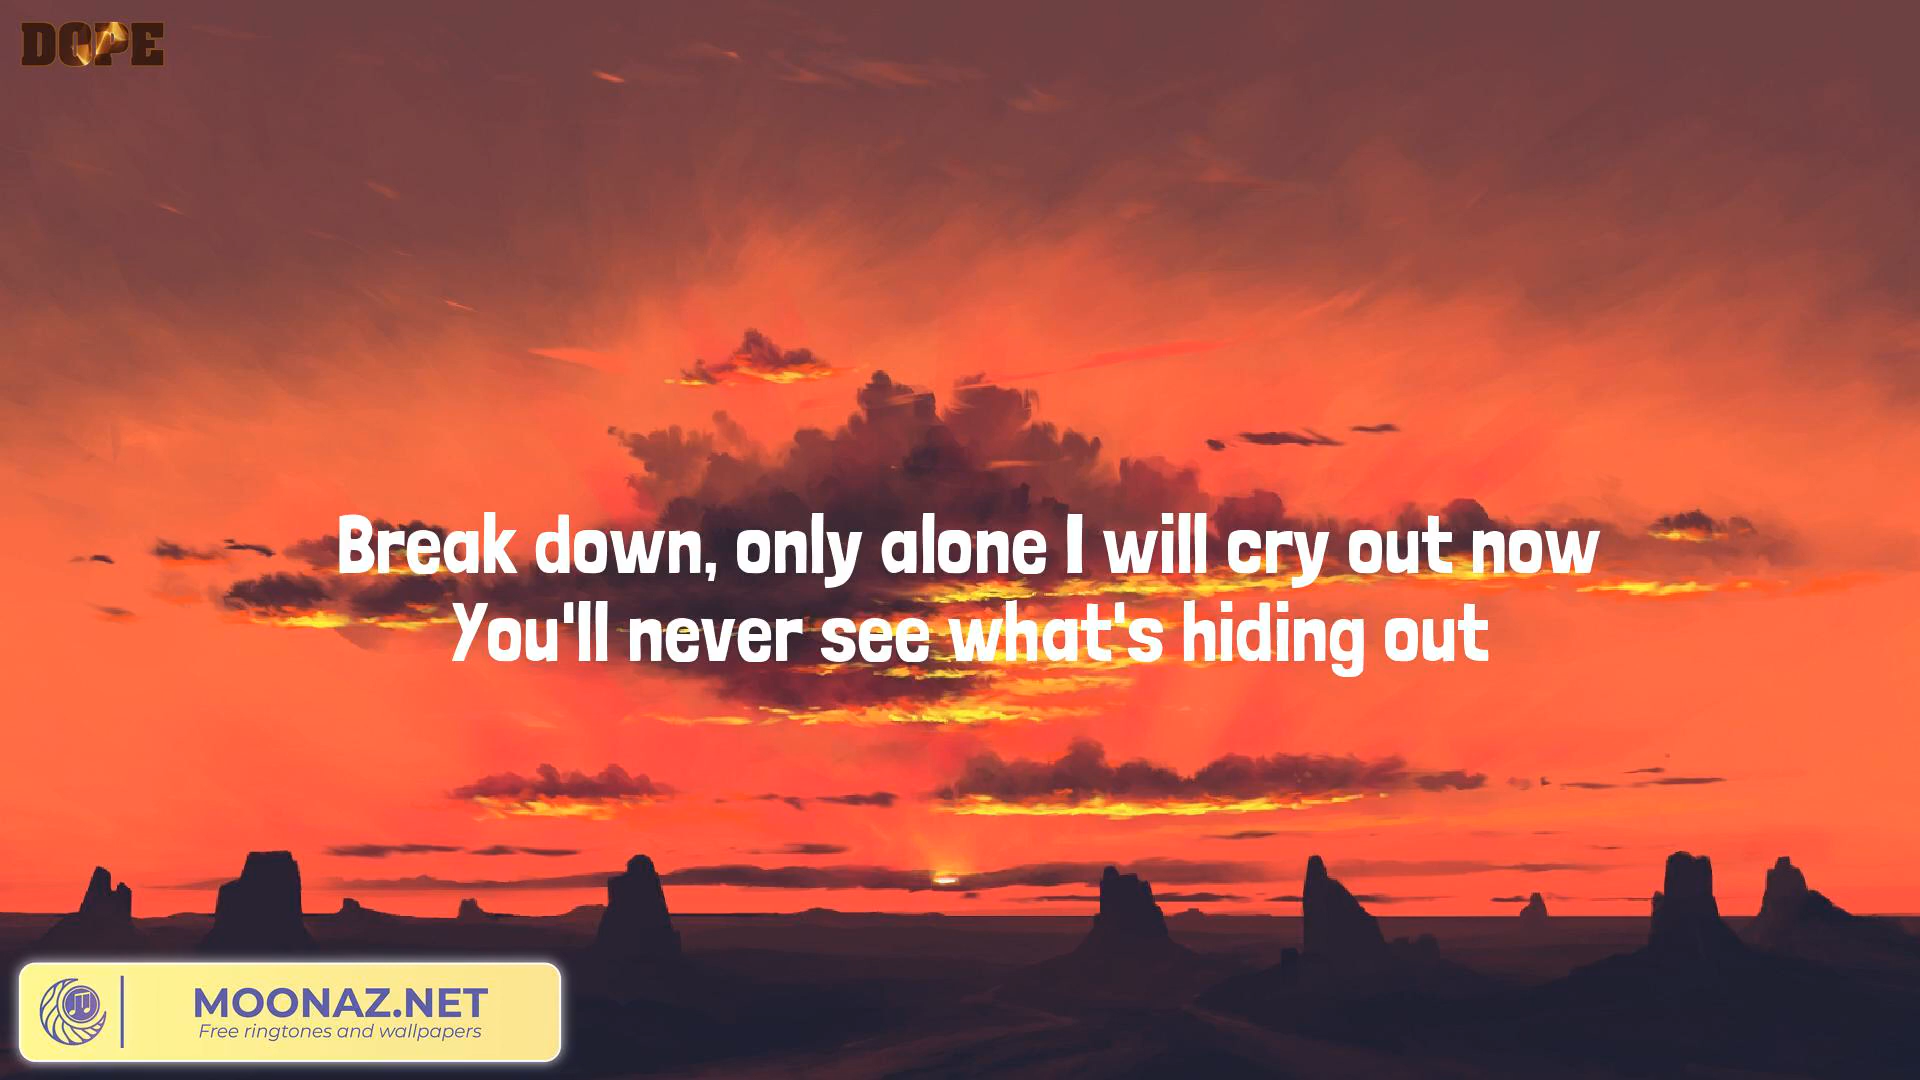 DOPE
Break down, only alone I will cry out now
You'll never see what's hiding out
MOONAZ.NET
Free ringtones and wallpapers